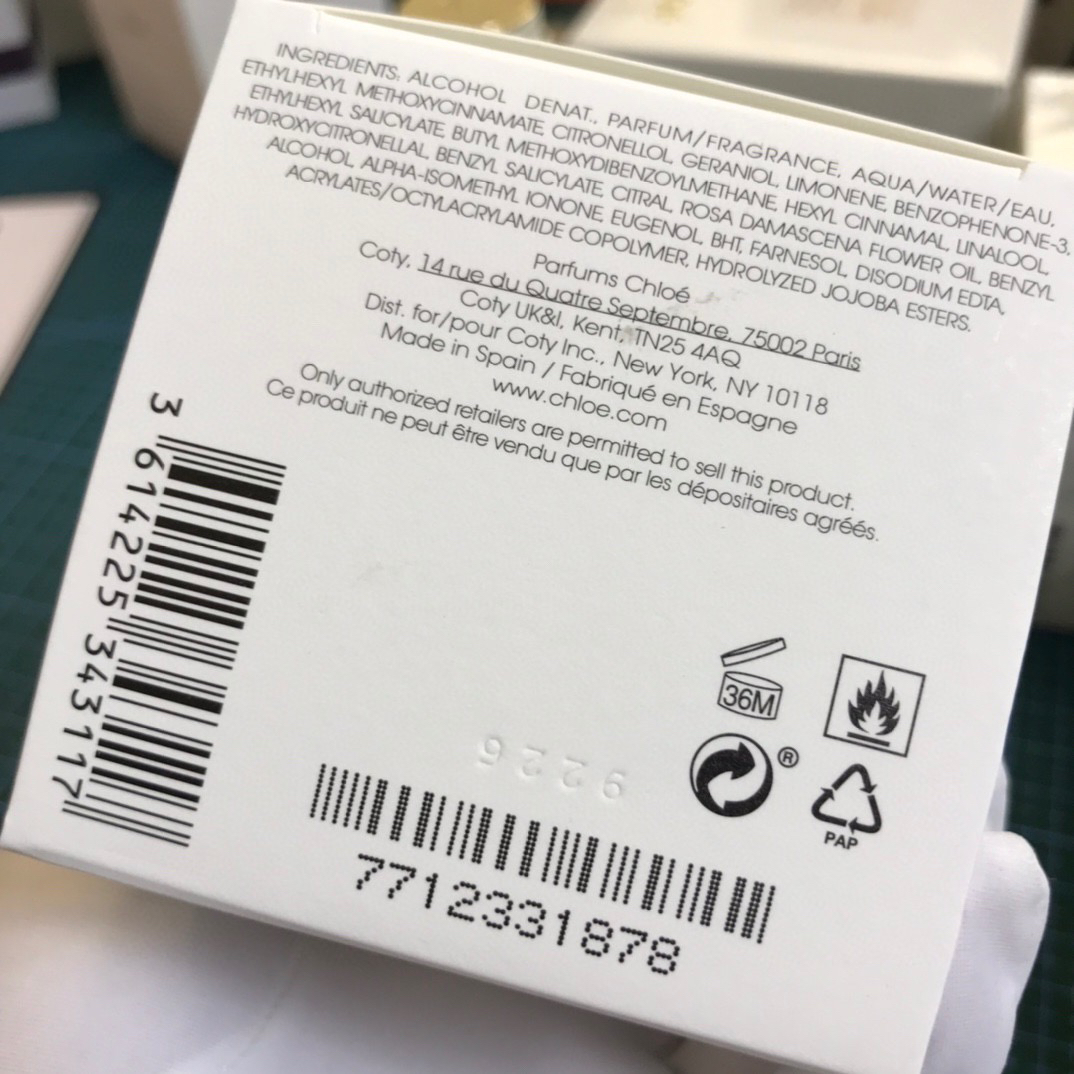 INGREDIENTS: ALCOHOL DENAT., PARFUM/FRAGRANCE, AQUA/WATER/EAU,
ETHYLHEXYL METHOXYCINNAMATE, CITRONELLOL, GERANIOL, LIMONENE, BENZOPHENONE-3,
ETHYLHEXYL SALICYLATE, BUTYL METHOXYDIBENZOYLMETHANE, HEXYL CINNAMAL, LINALOOL,
HYDROXYCITRONELLAL, BENZYL SALICYLATE, CITRAL, ROSA DAMASCENA FLOWER OIL, BENZYL
ALCOHOL, ALPHA-ISOMETHYL IONONE, EUGENOL, BHT, FARNESOL, DISODIUM EDTA,
ACRYLATES/OCTYLACRYLAMIDE COPOLYMER, HYDROLYZED JOJOBA ESTERS.
Parfums Chloé
Coty, 14 rue du Quatre Septembre, 75002 Paris
Coty UK&I, Kent, TN25 4AQ
Dist. for/pour Coty Inc., New York, NY 10118
Made in Spain / Fabriqué en Espagne
www.chloe.com
Only authorized retailers are permitted to sell this product.
Ce produit ne peut être vendu que par les dépositaires agréés.
3 614225 343117
36M
®
PAP
9226
7712331878